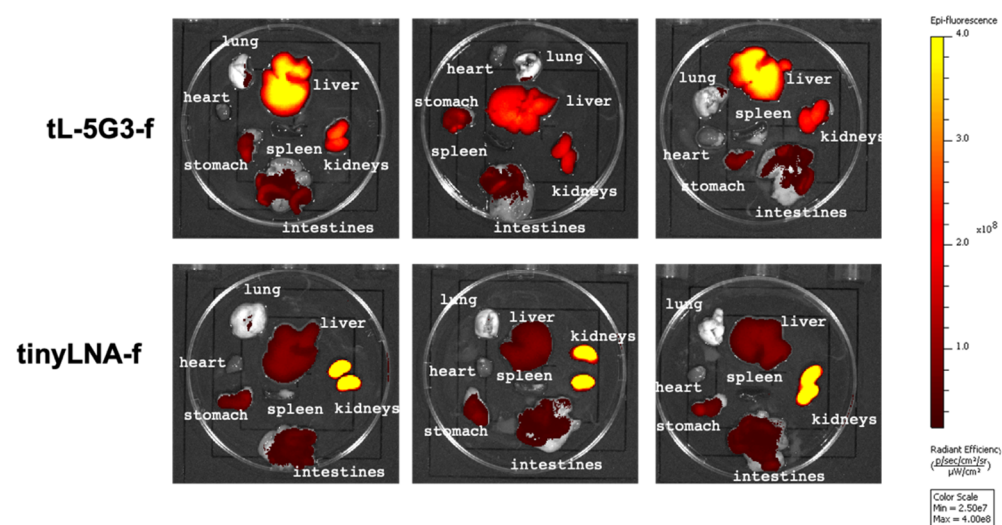 tL-5G3-f
lung
heart
liver
spleen
stomach
kidneys
intestines
heart
lung
stomach
liver
spleen
kidneys
intestines
lung
liver
spleen
kidneys
heart
stomach
intestines
tinyLNA-f
lung
liver
heart
stomach
spleen
kidneys
intestines
lung
liver
kidneys
heart
spleen
stomach
intestines
lung
liver
heart
spleen
stomach
kidneys
intestines
Epi-fluorescence
4.0
3.0
2.0
x10⁸
1.0
Radiant Efficiency
(p/sec/cm²/sr
µW/cm²)
Color Scale
Min = 2.50e7
Max = 4.00e8